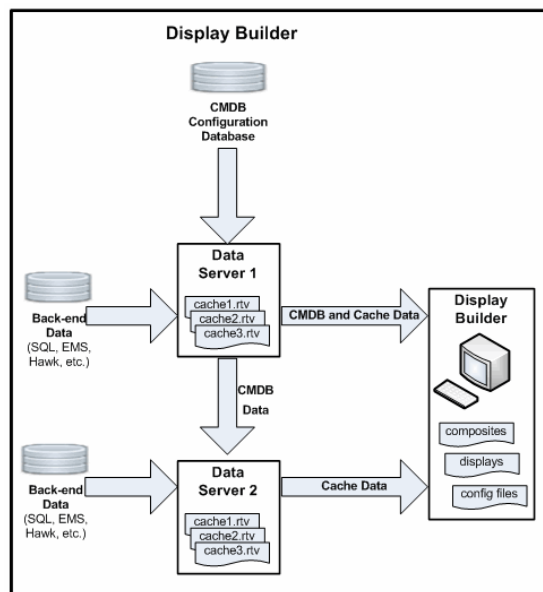 Display Builder
CMDB
Configuration
Database
Data
Server 1
cache1.rtv
cache2.rtv
cache3.rtv
Back-end
Data
(SQL, EMS,
Hawk, etc.)
CMDB and Cache Data
Display
Builder
composites
displays
config files
CMDB
Data
Back-end
Data
(SQL, EMS,
Hawk, etc.)
Data
Server 2
cache1.rtv
cache2.rtv
cache3.rtv
Cache Data